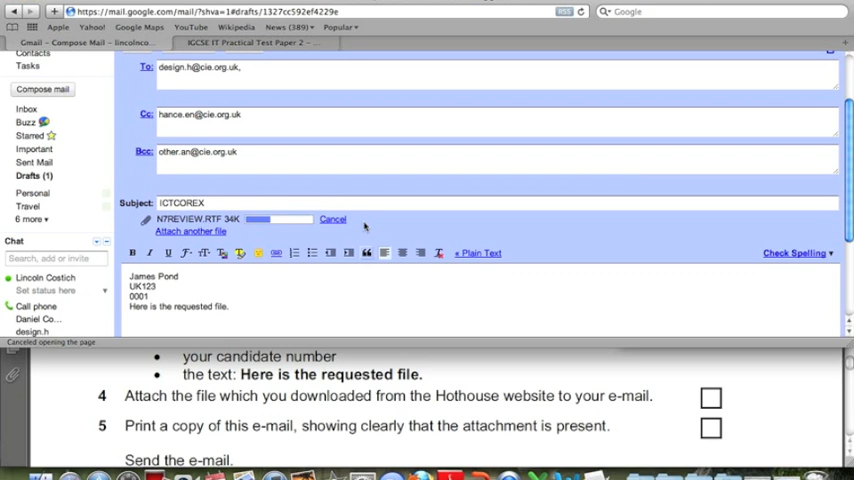 https://mail.google.com/mail/?shva=1#drafts/1327cc592ef4229e
RSS
Google
Apple Yahoo! Google Maps YouTube Wikipedia News (389) Popular
Gmail – Compose Mail – lincolnco... IGCSE IT Practical Test Paper 2 – ...
Contacts
Tasks
Compose mail
Inbox
Buzz
Starred
Important
Sent Mail
Drafts (1)
Personal
Travel
6 more
Chat
Search, add or invite
Lincoln Costich
Set status here
Call phone
Daniel Co...
design.h
To: design.h@cie.org.uk,
Cc: hance.en@cie.org.uk
Bcc: other.an@cie.org.uk
Subject: ICTCOREX
N7REVIEW.RTF 34K Cancel
Attach another file
B I U « Plain Text Check Spelling
James Pond
UK123
0001
Here is the requested file.
Canceled opening the page
• your candidate number
• the text: Here is the requested file.
4 Attach the file which you downloaded from the Hothouse website to your e-mail.
5 Print a copy of this e-mail, showing clearly that the attachment is present.
Send the e-mail.